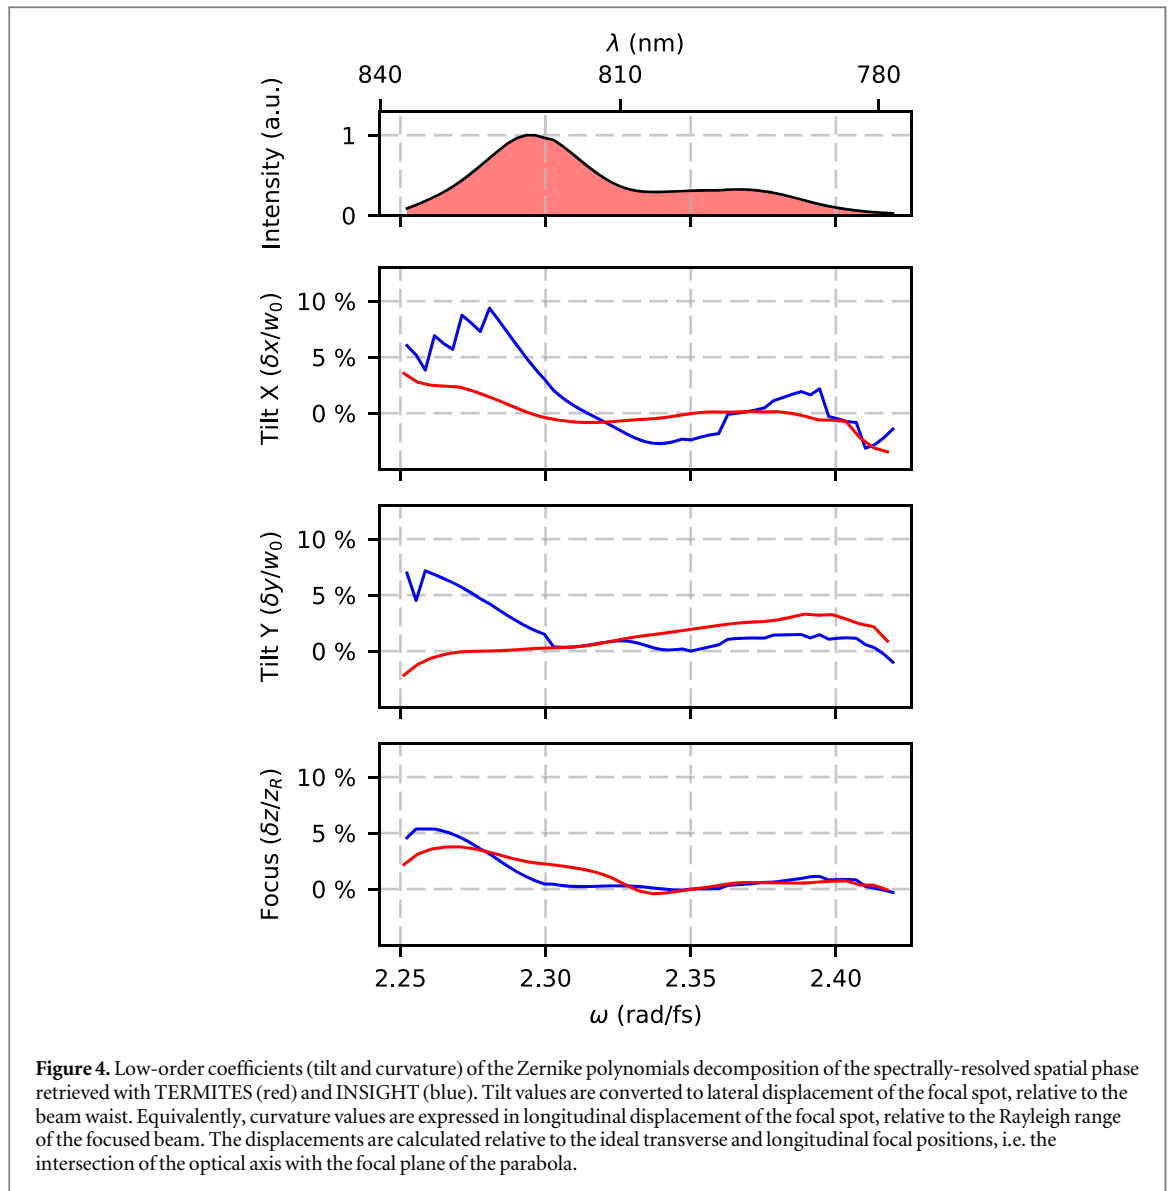 λ (nm)
840 810 780
Intensity (a.u.)
1
0
Tilt X (δx/w₀)
10 %
5 %
0 %
Tilt Y (δy/w₀)
10 %
5 %
0 %
Focus (δz/z_R)
10 %
5 %
0 %
2.25 2.30 2.35 2.40
ω (rad/fs)
Figure 4. Low-order coefficients (tilt and curvature) of the Zernike polynomials decomposition of the spectrally-resolved spatial phase
retrieved with TERMITES (red) and INSIGHT (blue). Tilt values are converted to lateral displacement of the focal spot, relative to the
beam waist. Equivalently, curvature values are expressed in longitudinal displacement of the focal spot, relative to the Rayleigh range
of the focused beam. The displacements are calculated relative to the ideal transverse and longitudinal focal positions, i.e. the
intersection of the optical axis with the focal plane of the parabola.